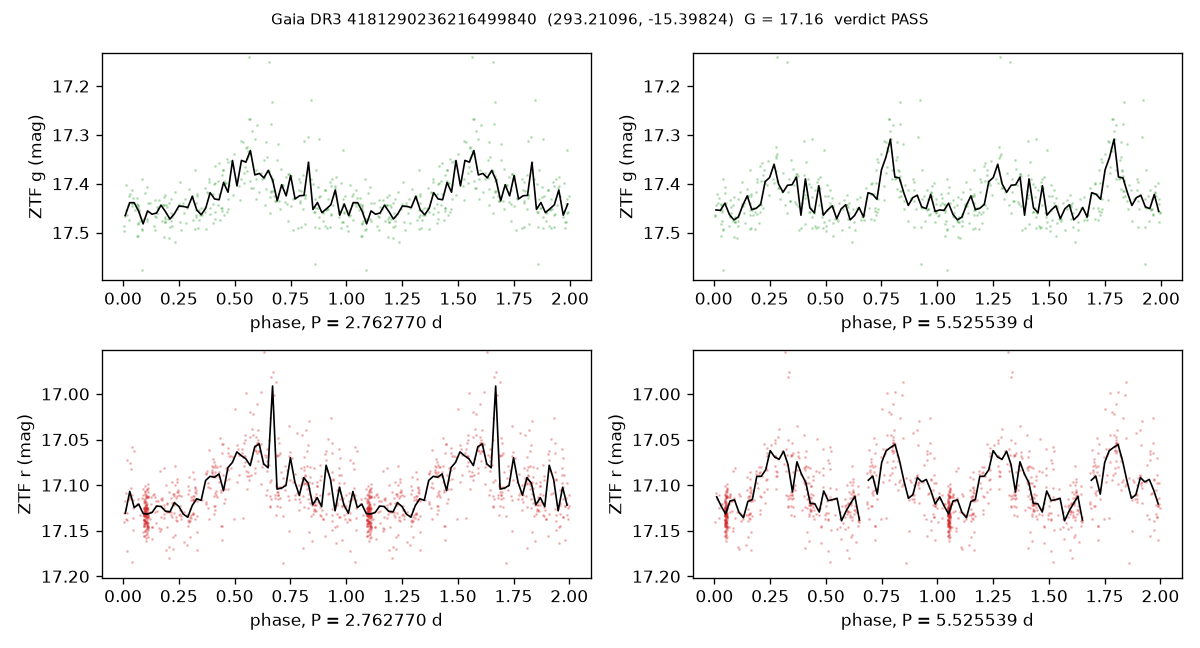 Gaia DR3 4181290236216499840 (293.21096, -15.39824) G = 17.16 verdict PASS
ZTF g (mag)
17.2
17.3
17.4
17.5
0.00 0.25 0.50 0.75 1.00 1.25 1.50 1.75 2.00
phase, P = 2.762770 d
ZTF g (mag)
17.2
17.3
17.4
17.5
0.00 0.25 0.50 0.75 1.00 1.25 1.50 1.75 2.00
phase, P = 5.525539 d
ZTF r (mag)
17.00
17.05
17.10
17.15
17.20
0.00 0.25 0.50 0.75 1.00 1.25 1.50 1.75 2.00
phase, P = 2.762770 d
ZTF r (mag)
17.00
17.05
17.10
17.15
17.20
0.00 0.25 0.50 0.75 1.00 1.25 1.50 1.75 2.00
phase, P = 5.525539 d